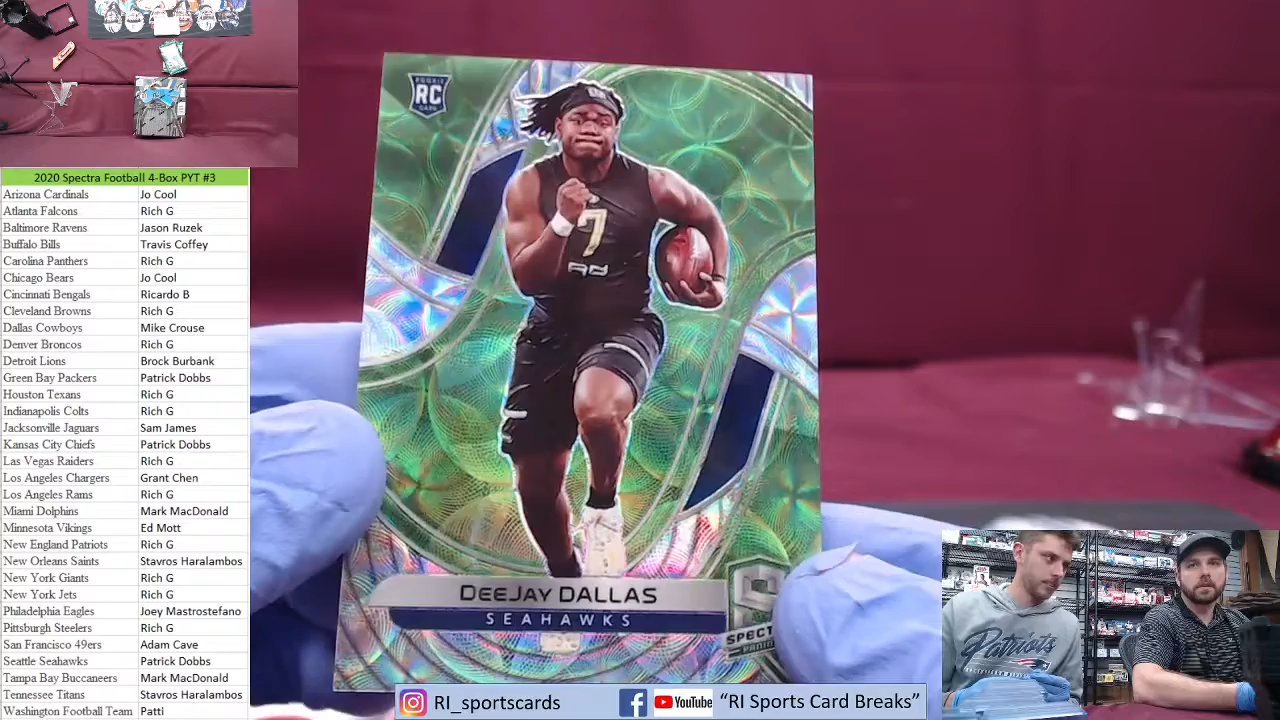 2020 Spectra Football 4-Box PYT #3
Arizona Cardinals Jo Cool
Atlanta Falcons Rich G
Baltimore Ravens Jason Ruzek
Buffalo Bills Travis Coffey
Carolina Panthers Rich G
Chicago Bears Jo Cool
Cincinnati Bengals Ricardo B
Cleveland Browns Rich G
Dallas Cowboys Mike Crouse
Denver Broncos Rich G
Detroit Lions Brock Burbank
Green Bay Packers Patrick Dobbs
Houston Texans Rich G
Indianapolis Colts Rich G
Jacksonville Jaguars Sam James
Kansas City Chiefs Patrick Dobbs
Las Vegas Raiders Rich G
Los Angeles Chargers Grant Chen
Los Angeles Rams Rich G
Miami Dolphins Mark MacDonald
Minnesota Vikings Ed Mott
New England Patriots Rich G
New Orleans Saints Stavros Haralambos
New York Giants Rich G
New York Jets Rich G
Philadelphia Eagles Joey Mastrostefano
Pittsburgh Steelers Rich G
San Francisco 49ers Adam Cave
Seattle Seahawks Patrick Dobbs
Tampa Bay Buccaneers Mark MacDonald
Tennessee Titans Stavros Haralambos
Washington Football Team Patti
ROOKIE
RC
CARD
7
DEEJAY DALLAS
SEAHAWKS
Patriots
RI_sportscards
YouTube
“RI Sports Card Breaks”